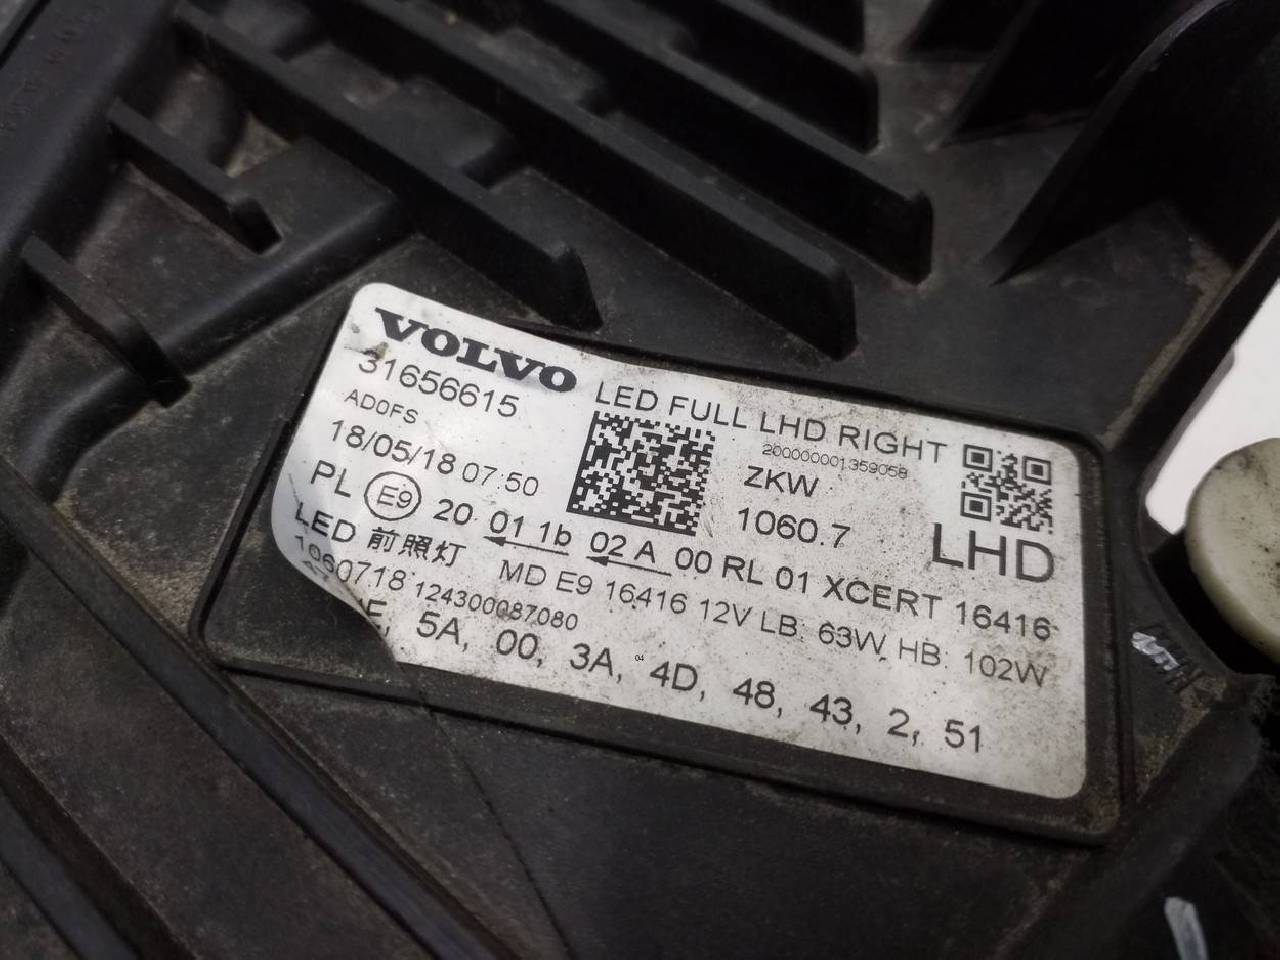 VOLVO
31656615
AD0FS
18/05/18 07:50
LED FULL LHD RIGHT
200000001359058
ZKW
1060.7
LHD
PL E9 20 01 1b 02 A 00 RL 01 XCERT 16416
LED 前照灯 MD E9 16416 12V LB: 63W, HB: 102W
1060718 124300087080
E, 5A, 00, 3A, 4D, 48, 43, 2, 51